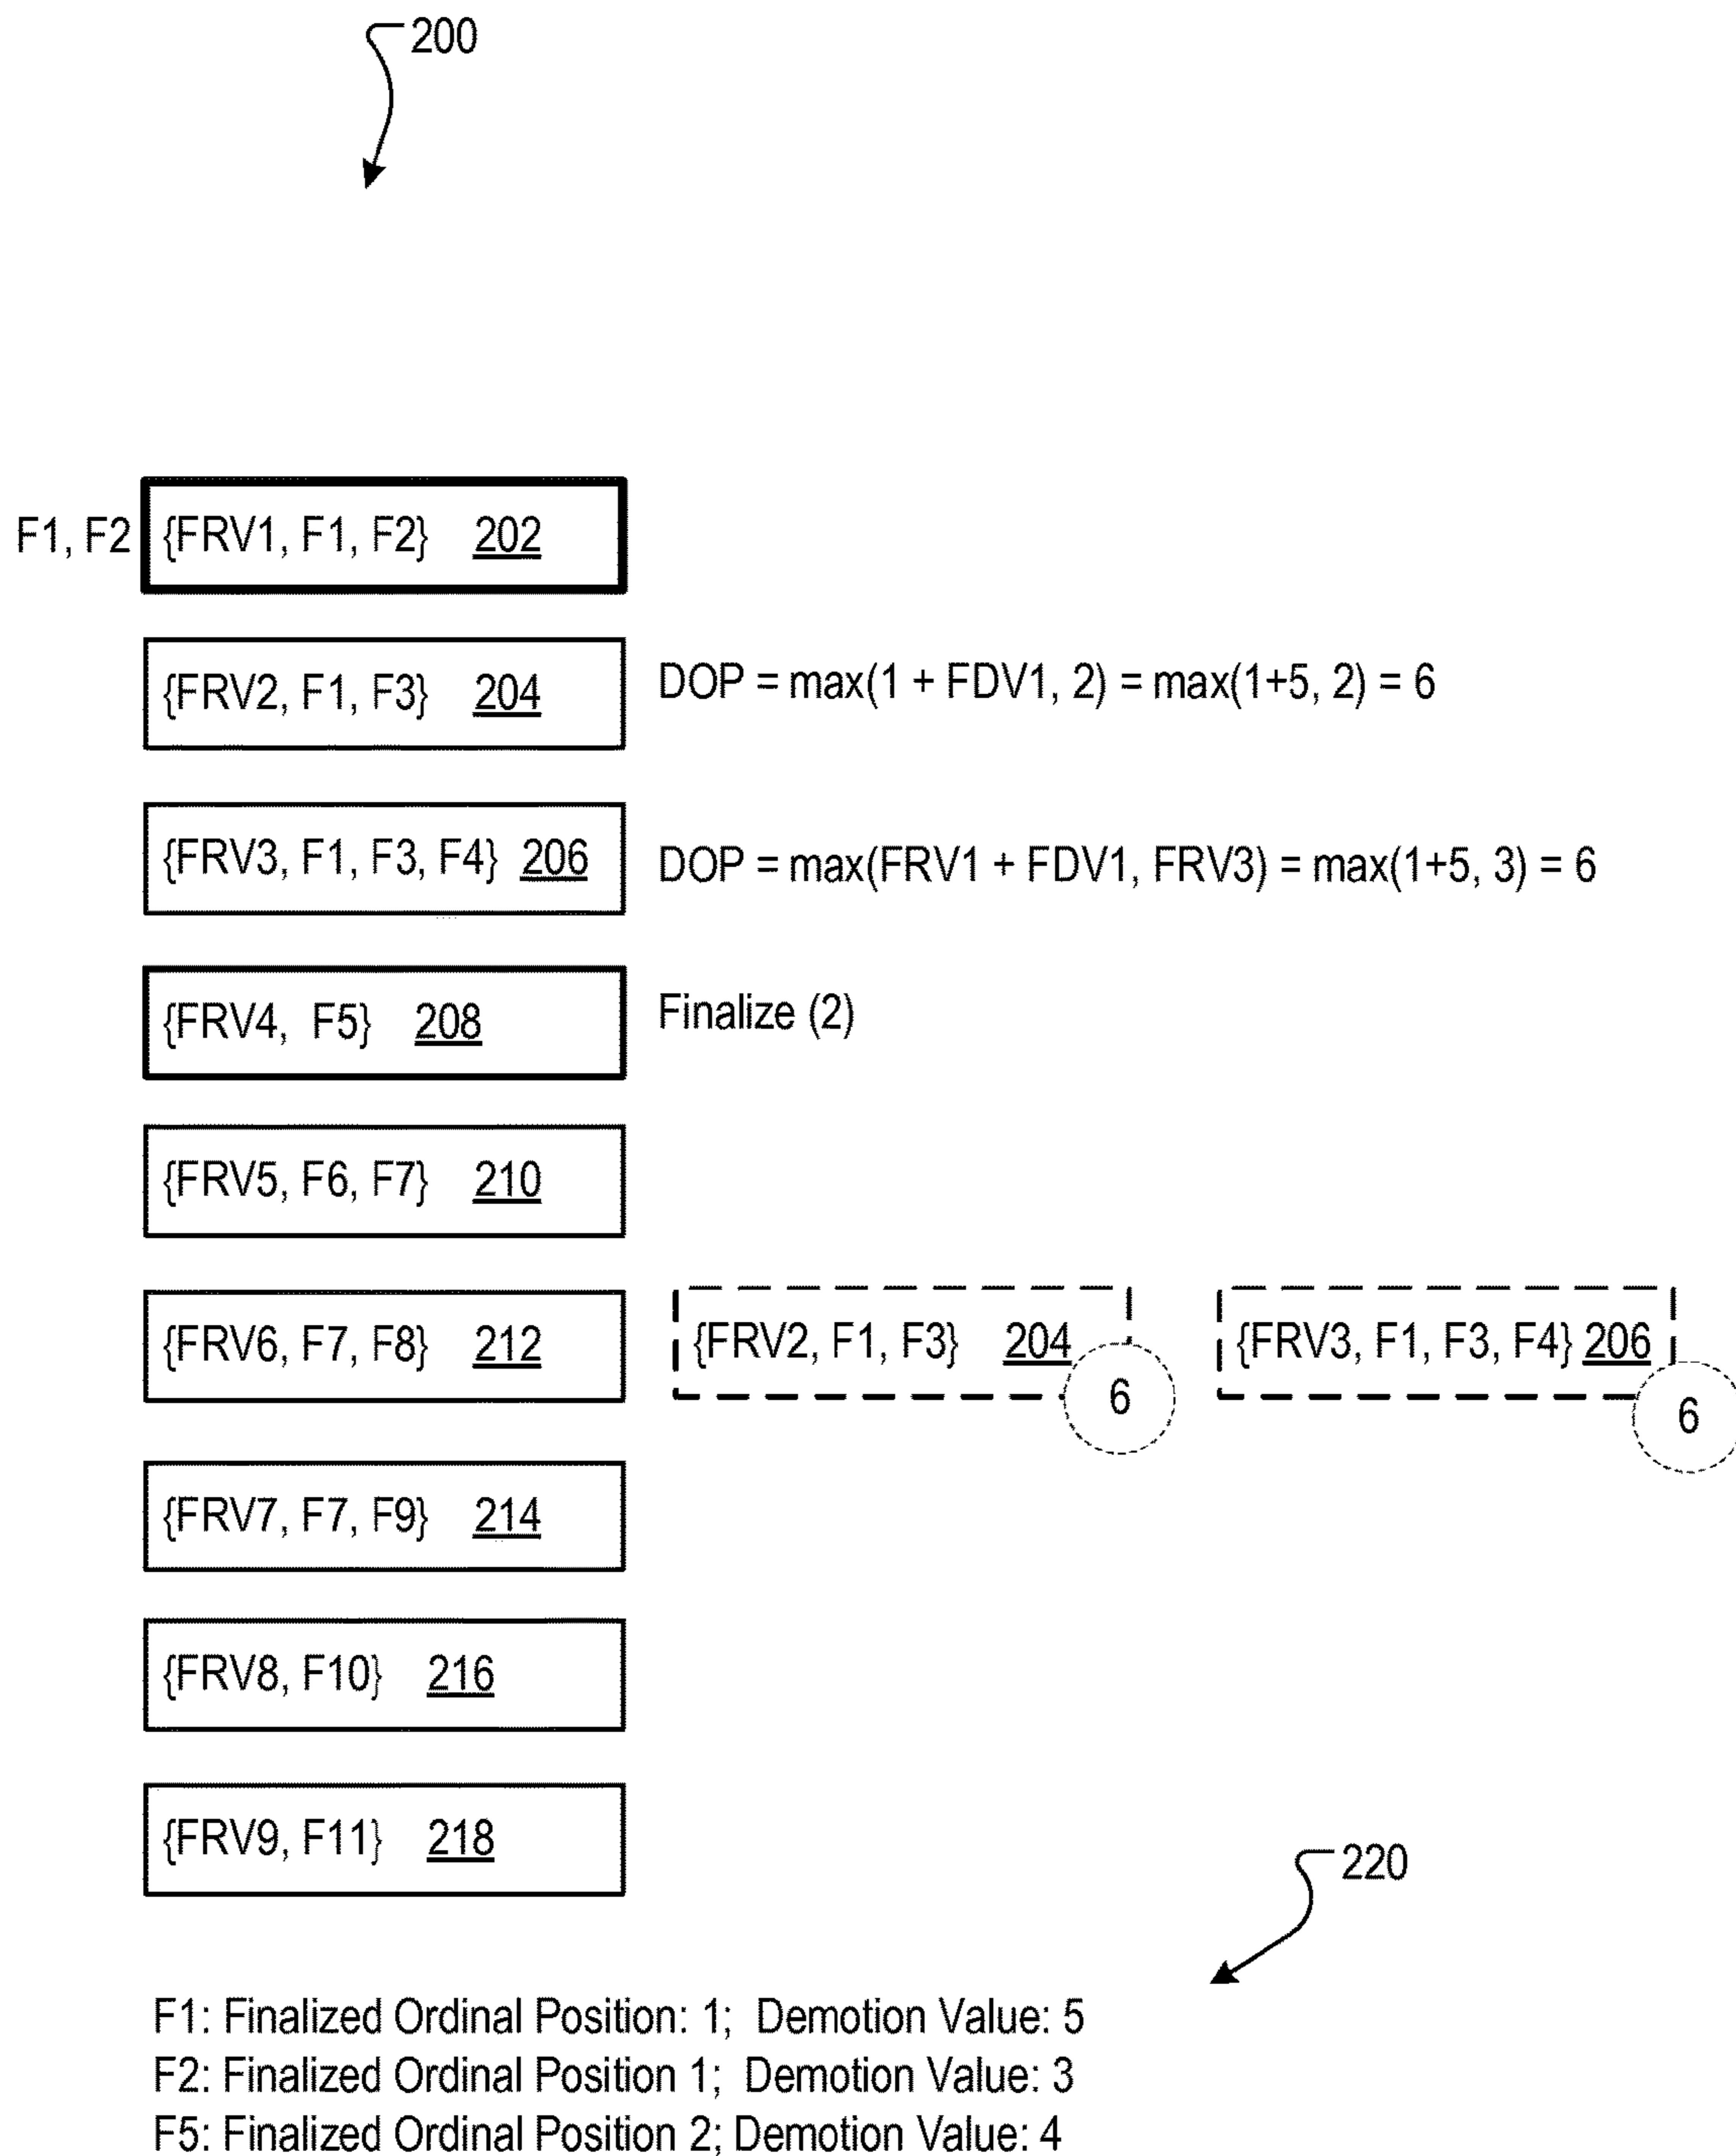 200
F1, F2 {FRV1, F1, F2} 202
{FRV2, F1, F3} 204 DOP = max(1 + FDV1, 2) = max(1+5, 2) = 6
{FRV3, F1, F3, F4} 206 DOP = max(FRV1 + FDV1, FRV3) = max(1+5, 3) = 6
{FRV4, F5} 208 Finalize (2)
{FRV5, F6, F7} 210
{FRV6, F7, F8} 212 {FRV2, F1, F3} 204 {FRV3, F1, F3, F4} 206
6 6
{FRV7, F7, F9} 214
{FRV8, F10} 216
{FRV9, F11} 218
220
F1: Finalized Ordinal Position: 1; Demotion Value: 5
F2: Finalized Ordinal Position 1; Demotion Value: 3
F5: Finalized Ordinal Position 2; Demotion Value: 4